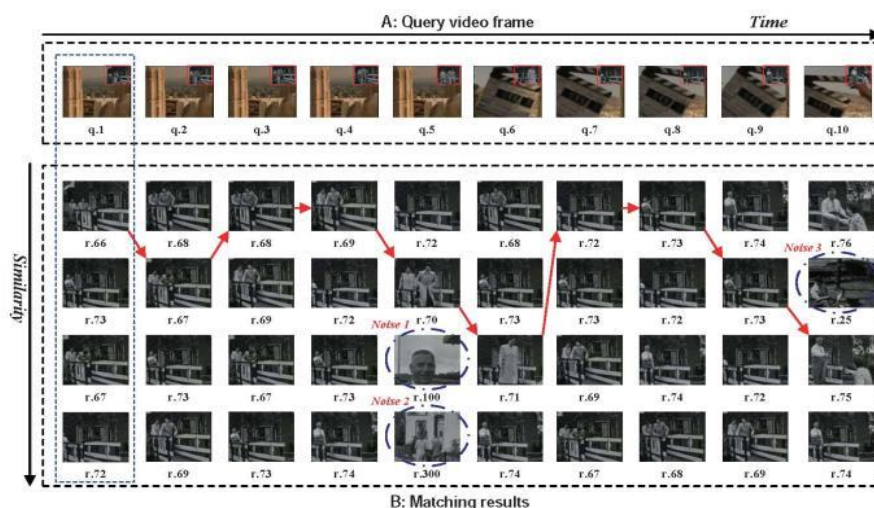 A: Query video frame Time
q.1 q.2 q.3 q.4 q.5 q.6 q.7 q.8 q.9 q.10
Similarity
r.66 r.68 r.68 r.69 r.72 r.68 r.72 r.73 r.74 r.76
Noise 3
r.73 r.67 r.69 r.72 r.70 r.73 r.73 r.72 r.73 r.25
Noise 1
r.67 r.73 r.67 r.73 r.100 r.71 r.69 r.74 r.72 r.75
Noise 2
r.72 r.69 r.73 r.74 r.300 r.74 r.67 r.68 r.69 r.74
B: Matching results